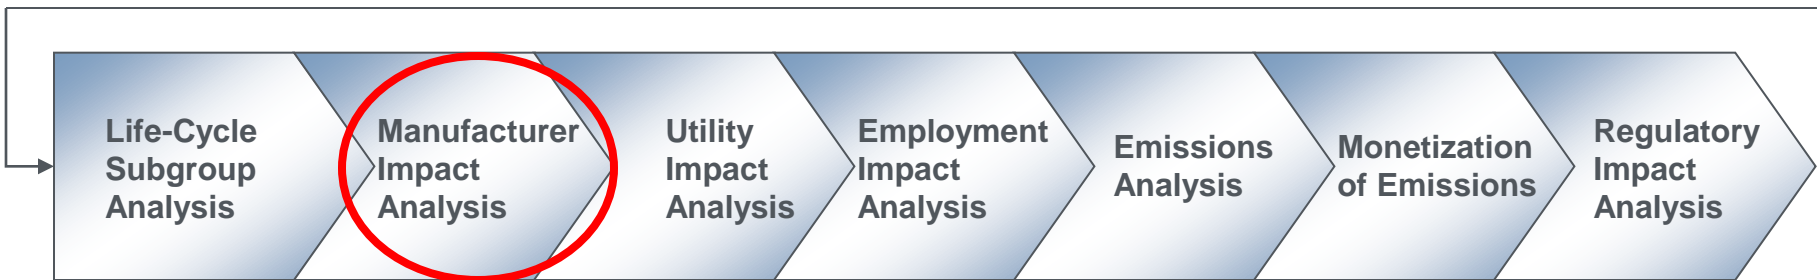 Life-Cycle
Subgroup
Analysis
Manufacturer
Impact
Analysis
Utility
Impact
Analysis
Employment
Impact
Analysis
Emissions
Analysis
Monetization
of Emissions
Regulatory
Impact
Analysis